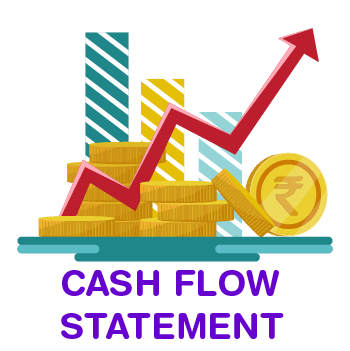 ₹
CASH FLOW
STATEMENT